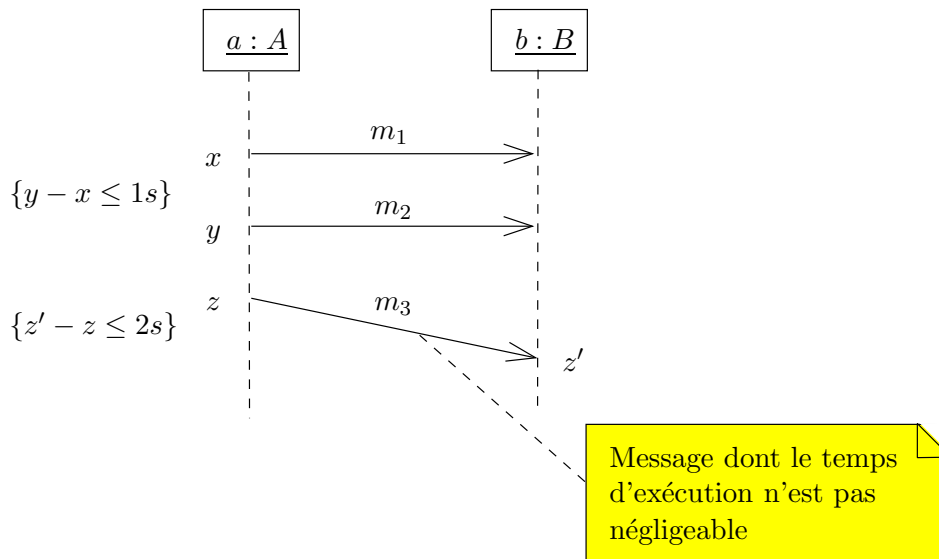 a : A
b : B
m₁
x
{y − x ≤ 1s}
m₂
y
z
m₃
{z′ − z ≤ 2s}
z′
Message dont le temps
d'exécution n'est pas
négligeable